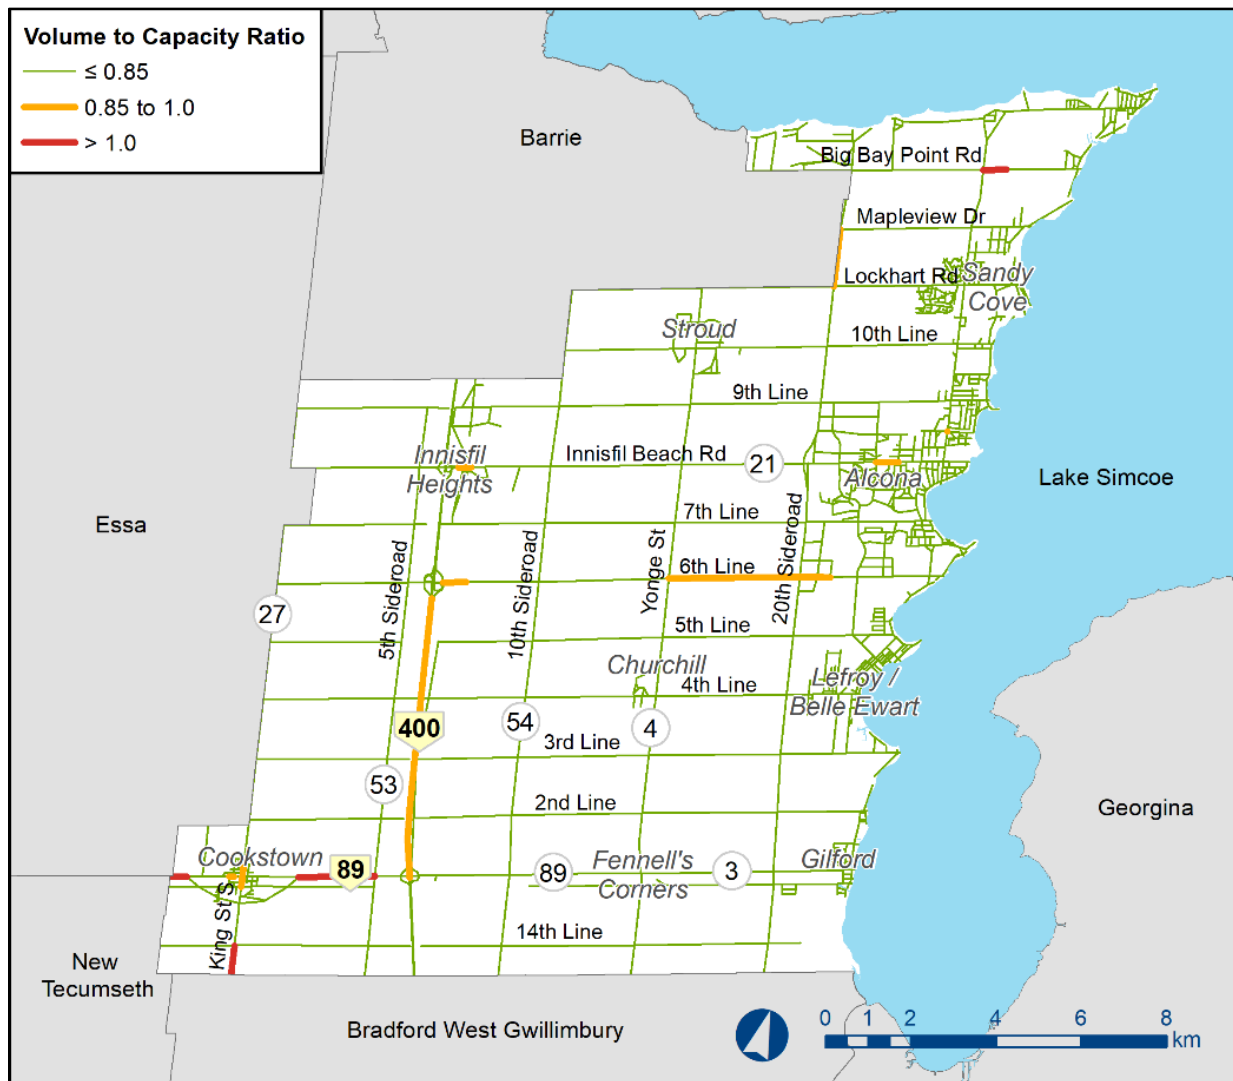 Volume to Capacity Ratio
≤ 0.85
0.85 to 1.0
> 1.0
Barrie
Big Bay Point Rd
Mapleview Dr
Lockhart Rd
Sandy
Cove
Stroud
10th Line
9th Line
Innisfil
Heights
Innisfil Beach Rd
21
Alcona
Lake Simcoe
Essa
7th Line
5th Sideroad
10th Sideroad
Yonge St
6th Line
20th Sideroad
27
5th Line
Churchill
4th Line
Lefroy /
Belle Ewart
400
54
4
3rd Line
53
2nd Line
Georgina
Cookstown
89
89
Fennell's
Corners
3
Gilford
King St S
14th Line
New
Tecumseth
Bradford West Gwillimbury
0 1 2 4 6 8
km